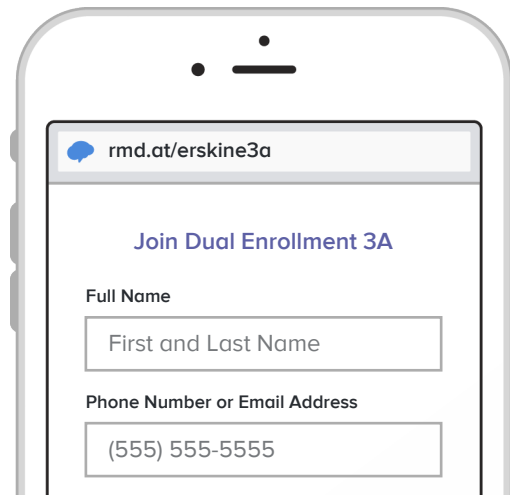 rmd.at/erskine3a
Join Dual Enrollment 3A
Full Name
First and Last Name
Phone Number or Email Address
(555) 555-5555